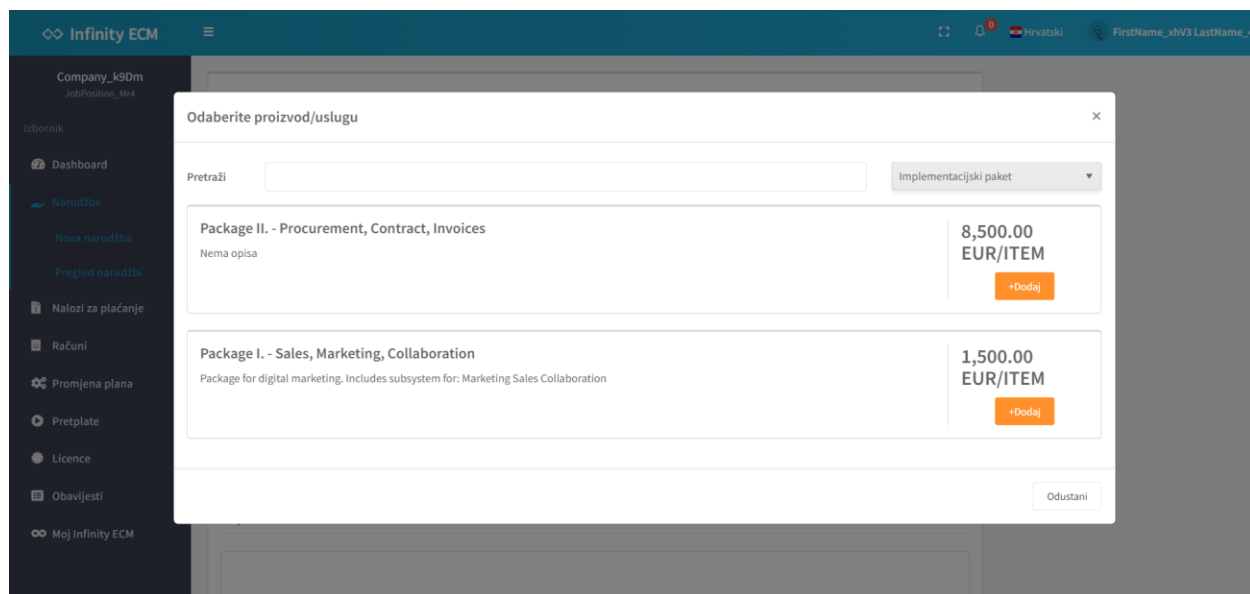 Infinity ECM
0
Hrvatski
FirstName_xhV3 LastName_
Company_k9Dm
JobPosition_Mr4
Izbornik
Dashboard
Narudžbe
Nova narudžba
Pregled narudžbi
Nalozi za plaćanje
Računi
Promjena plana
Pretplate
Licence
Obavijesti
Moj Infinity ECM
Odaberite proizvod/uslugu
×
Pretraži
Implementacijski paket
Package II. - Procurement, Contract, Invoices
Nema opisa
8,500.00
EUR/ITEM
+Dodaj
Package I. - Sales, Marketing, Collaboration
Package for digital marketing. Includes subsystem for: Marketing Sales Collaboration
1,500.00
EUR/ITEM
+Dodaj
Odustani